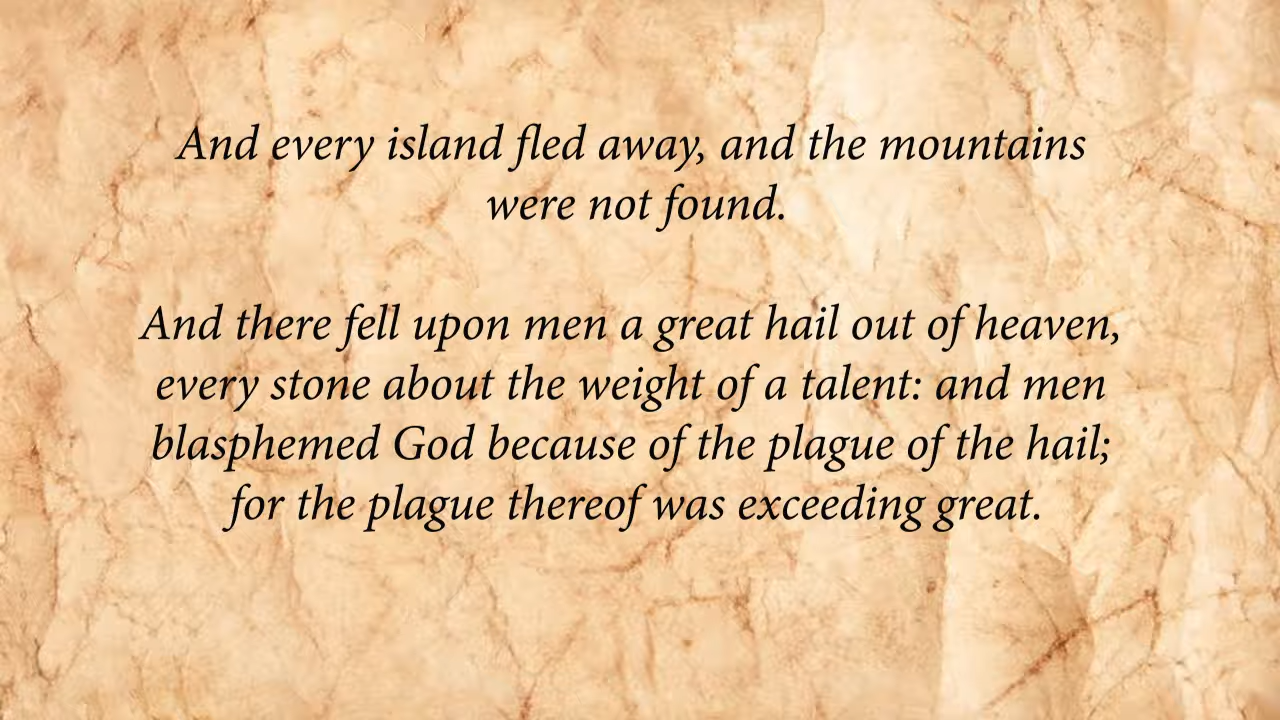 And every island fled away, and the mountains
were not found.
And there fell upon men a great hail out of heaven,
every stone about the weight of a talent: and men
blasphemed God because of the plague of the hail;
for the plague thereof was exceeding great.